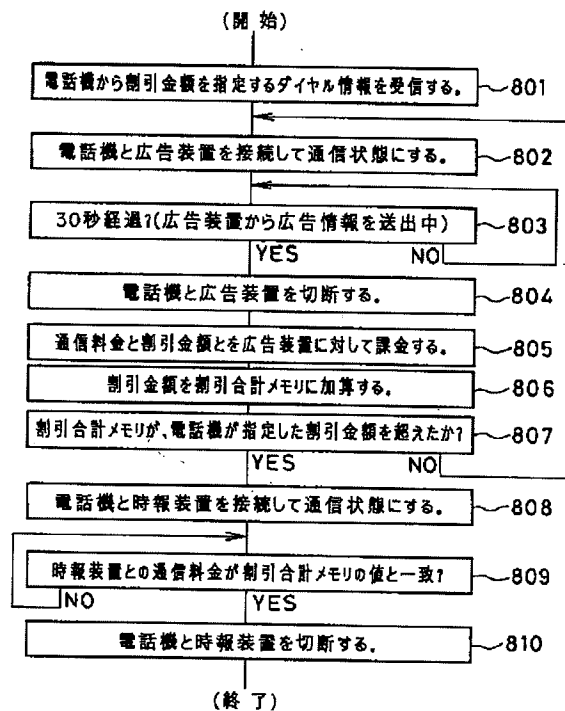 (開 始)
電話機から割引金額を指定するダイヤル情報を受信する。 801
電話機と広告装置を接続して通信状態にする。 802
30秒経過?(広告装置から広告情報を送出中) 803
YES NO
電話機と広告装置を切断する。 804
通信料金と割引金額とを広告装置に対して課金する。 805
割引金額を割引合計メモリに加算する。 806
割引合計メモリが、電話機が指定した割引金額を超えたか? 807
YES NO
電話機と時報装置を接続して通信状態にする。 808
時報装置との通信料金が割引合計メモリの値と一致? 809
NO YES
電話機と時報装置を切断する。 810
(終 了)